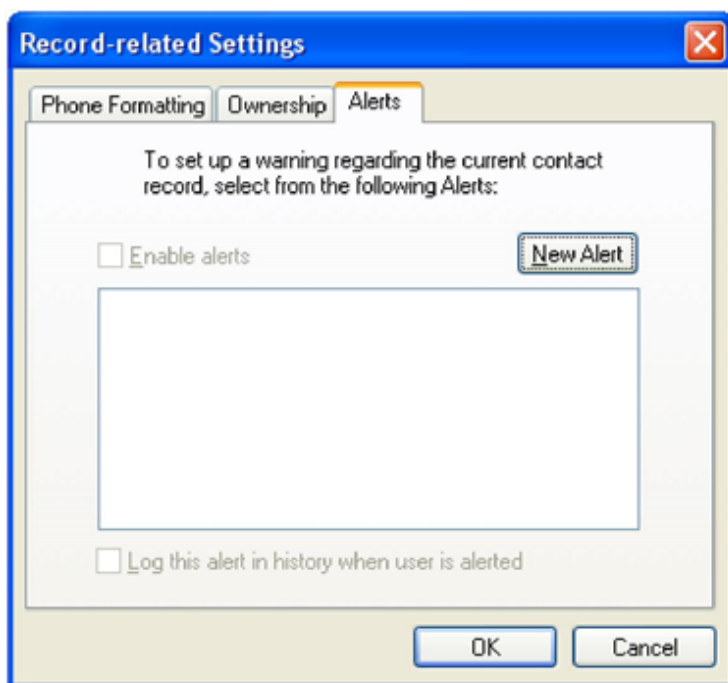 Record-related Settings
Phone Formatting Ownership Alerts
To set up a warning regarding the current contact
record, select from the following Alerts:
Enable alerts New Alert
Log this alert in history when user is alerted
OK Cancel